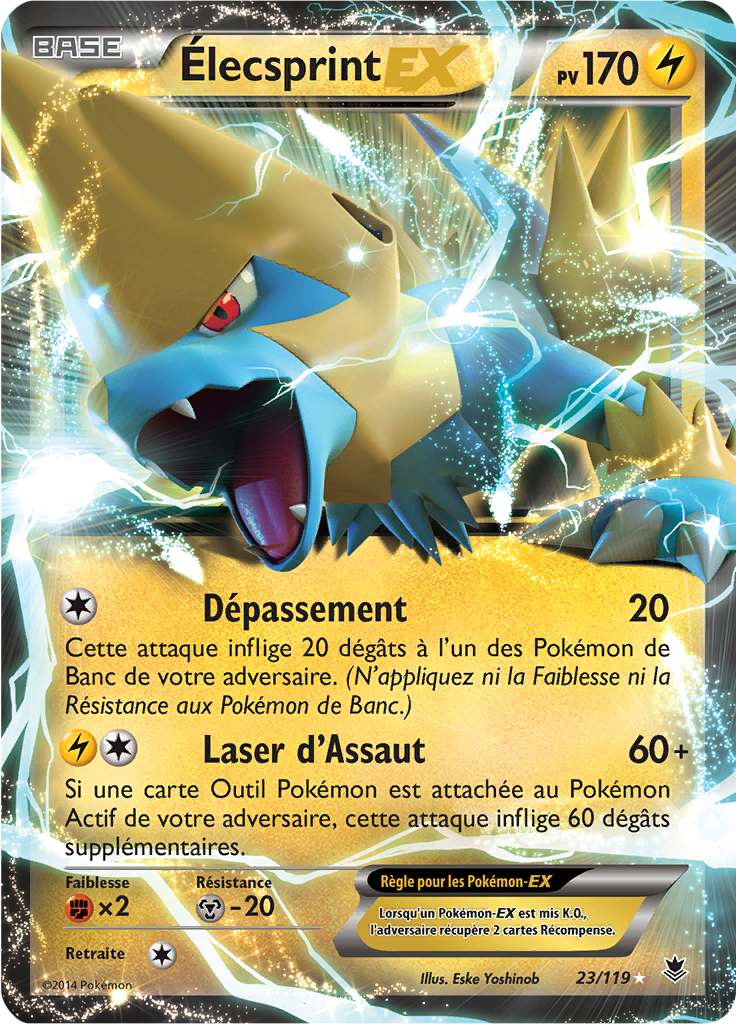 BASE Élecsprint EX PV 170
Dépassement 20
Cette attaque inflige 20 dégâts à l'un des Pokémon de
Banc de votre adversaire. (N'appliquez ni la Faiblesse ni la
Résistance aux Pokémon de Banc.)
Laser d'Assaut 60+
Si une carte Outil Pokémon est attachée au Pokémon
Actif de votre adversaire, cette attaque inflige 60 dégâts
supplémentaires.
Faiblesse Résistance
×2 -20
Retraite
Règle pour les Pokémon-EX
Lorsqu'un Pokémon-EX est mis K.O.,
l'adversaire récupère 2 cartes Récompense.
©2014 Pokémon Illus. Eske Yoshinob 23/119